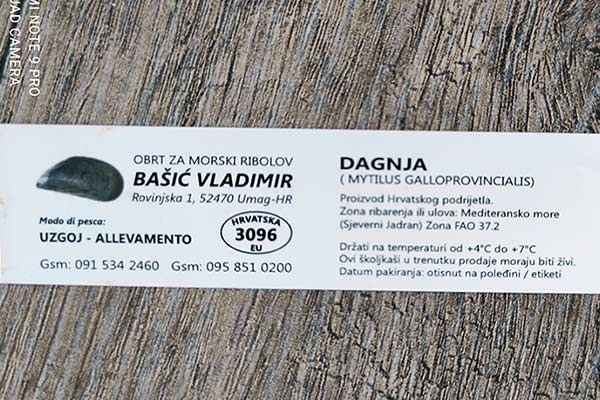 MI NOTE 9 PRO
UAD CAMERA
OBRT ZA MORSKI RIBOLOV
BAŠIĆ VLADIMIR
Rovinjska 1, 52470 Umag-HR
Modo di pesca:
UZGOJ - ALLEVAMENTO
HRVATSKA
3096
EU
Gsm: 091 534 2460 Gsm: 095 851 0200
DAGNJA
( MYTILUS GALLOPROVINCIALIS)
Proizvod Hrvatskog podrijetla.
Zona ribarenja ili ulova: Mediteransko more
(Sjeverni Jadran) Zona FAO 37.2
Držati na temperaturi od +4°C do +7°C
Ovi školjkaši u trenutku prodaje moraju biti živi.
Datum pakiranja: otisnut na poleđini / etiketi